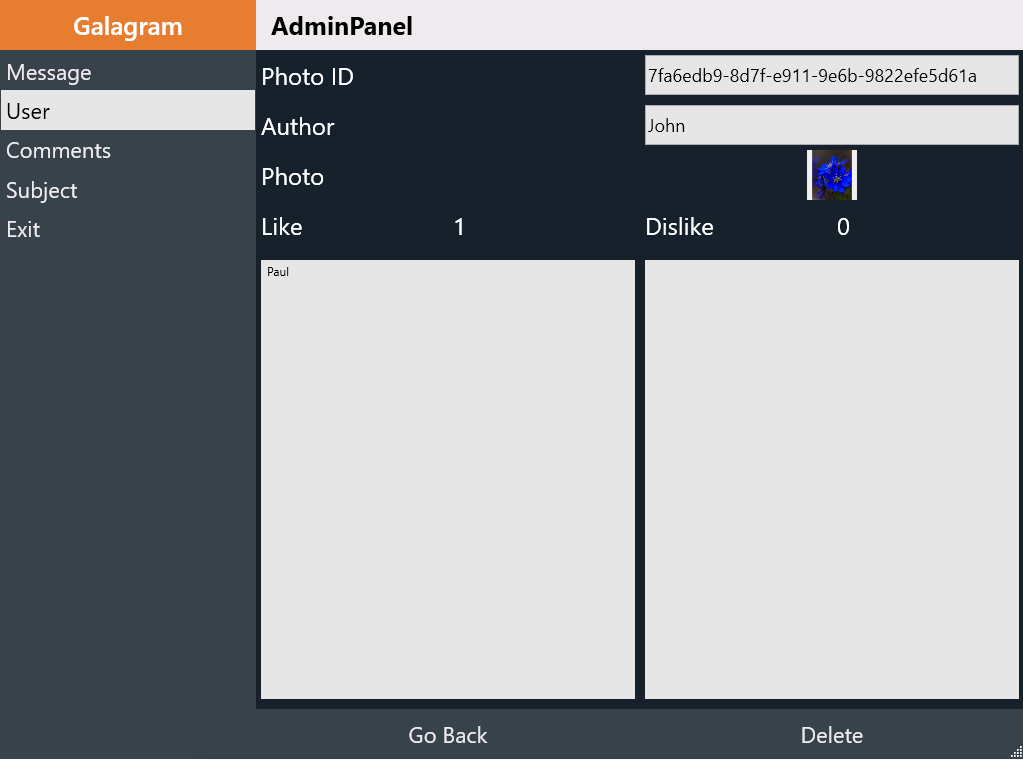 Galagram
AdminPanel
Message
User
Comments
Subject
Exit
Photo ID
7fa6edb9-8d7f-e911-9e6b-9822efe5d61a
Author
John
Photo
Like 1
Dislike 0
Paul
Go Back
Delete